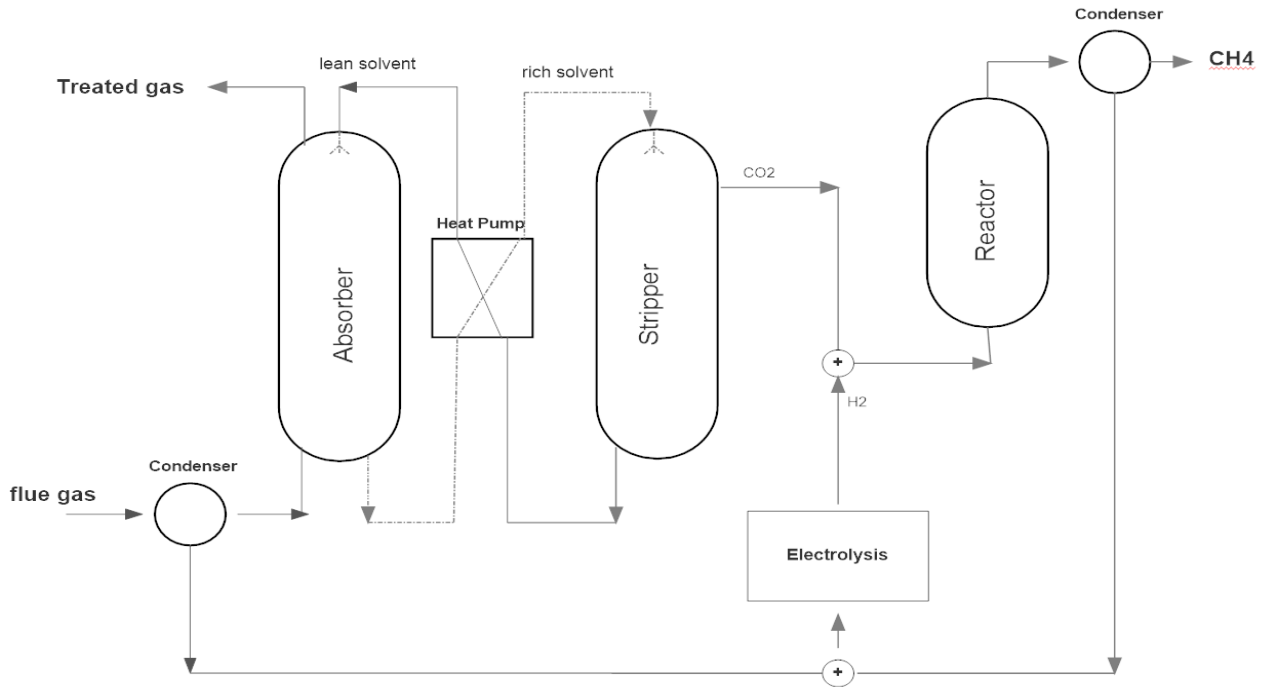 Condenser
CH4
lean solvent
rich solvent
Treated gas
CO2
Heat Pump
Absorber
Stripper
Reactor
+
H2
Condenser
flue gas
Electrolysis
+